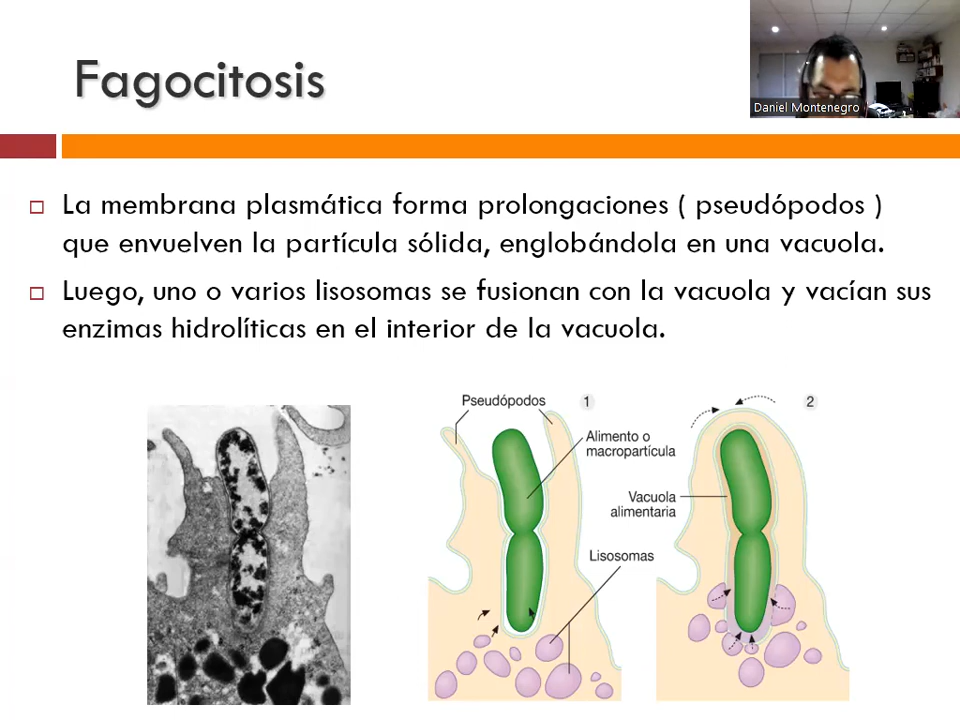 Fagocitosis
Daniel Montenegro
La membrana plasmática forma prolongaciones ( pseudópodos )
que envuelven la partícula sólida, englobándola en una vacuola.
Luego, uno o varios lisosomas se fusionan con la vacuola y vacían sus
enzimas hidrolíticas en el interior de la vacuola.
Pseudópodos
1
2
Alimento o
macropartícula
Vacuola
alimentaria
Lisosomas